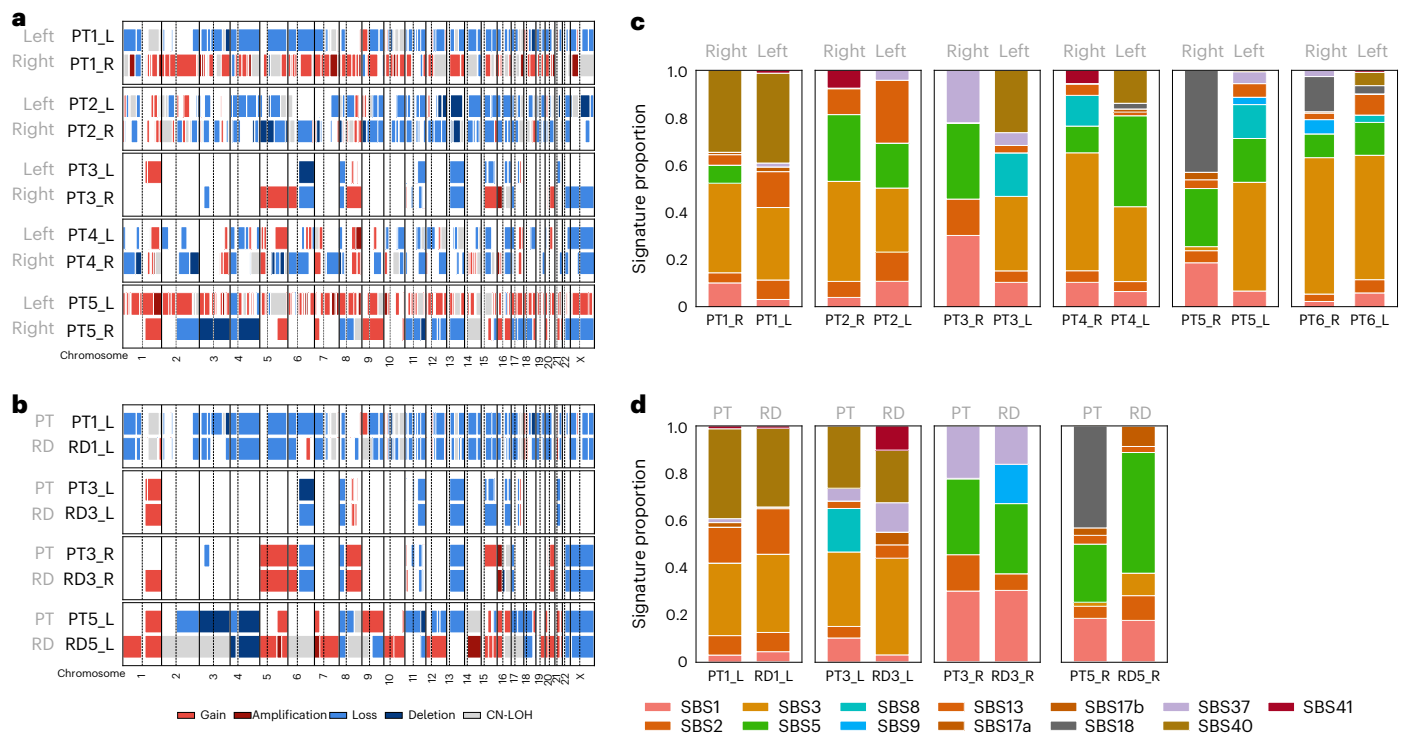 a
Left PT1_L
Right PT1_R
Left PT2_L
Right PT2_R
Left PT3_L
Right PT3_R
Left PT4_L
Right PT4_R
Left PT5_L
Right PT5_R
Chromosome 1 2 3 4 5 6 7 8 9 10 11 12 13 14 15 16 17 18 19 20 21 22 X
b
PT PT1_L
RD RD1_L
PT PT3_L
RD RD3_L
PT PT3_R
RD RD3_R
PT PT5_L
RD RD5_L
Chromosome 1 2 3 4 5 6 7 8 9 10 11 12 13 14 15 16 17 18 19 20 21 22 X
Gain Amplification Loss Deletion CN-LOH
c
Right Left Right Left Right Left Right Left Right Left Right Left
Signature proportion
1.0
0.8
0.6
0.4
0.2
0
PT1_R PT1_L PT2_R PT2_L PT3_R PT3_L PT4_R PT4_L PT5_R PT5_L PT6_R PT6_L
d
PT RD PT RD PT RD PT RD
Signature proportion
1.0
0.8
0.6
0.4
0.2
0
PT1_L RD1_L PT3_L RD3_L PT3_R RD3_R PT5_R RD5_R
SBS1 SBS3 SBS8 SBS13 SBS17b SBS37 SBS41
SBS2 SBS5 SBS9 SBS17a SBS18 SBS40